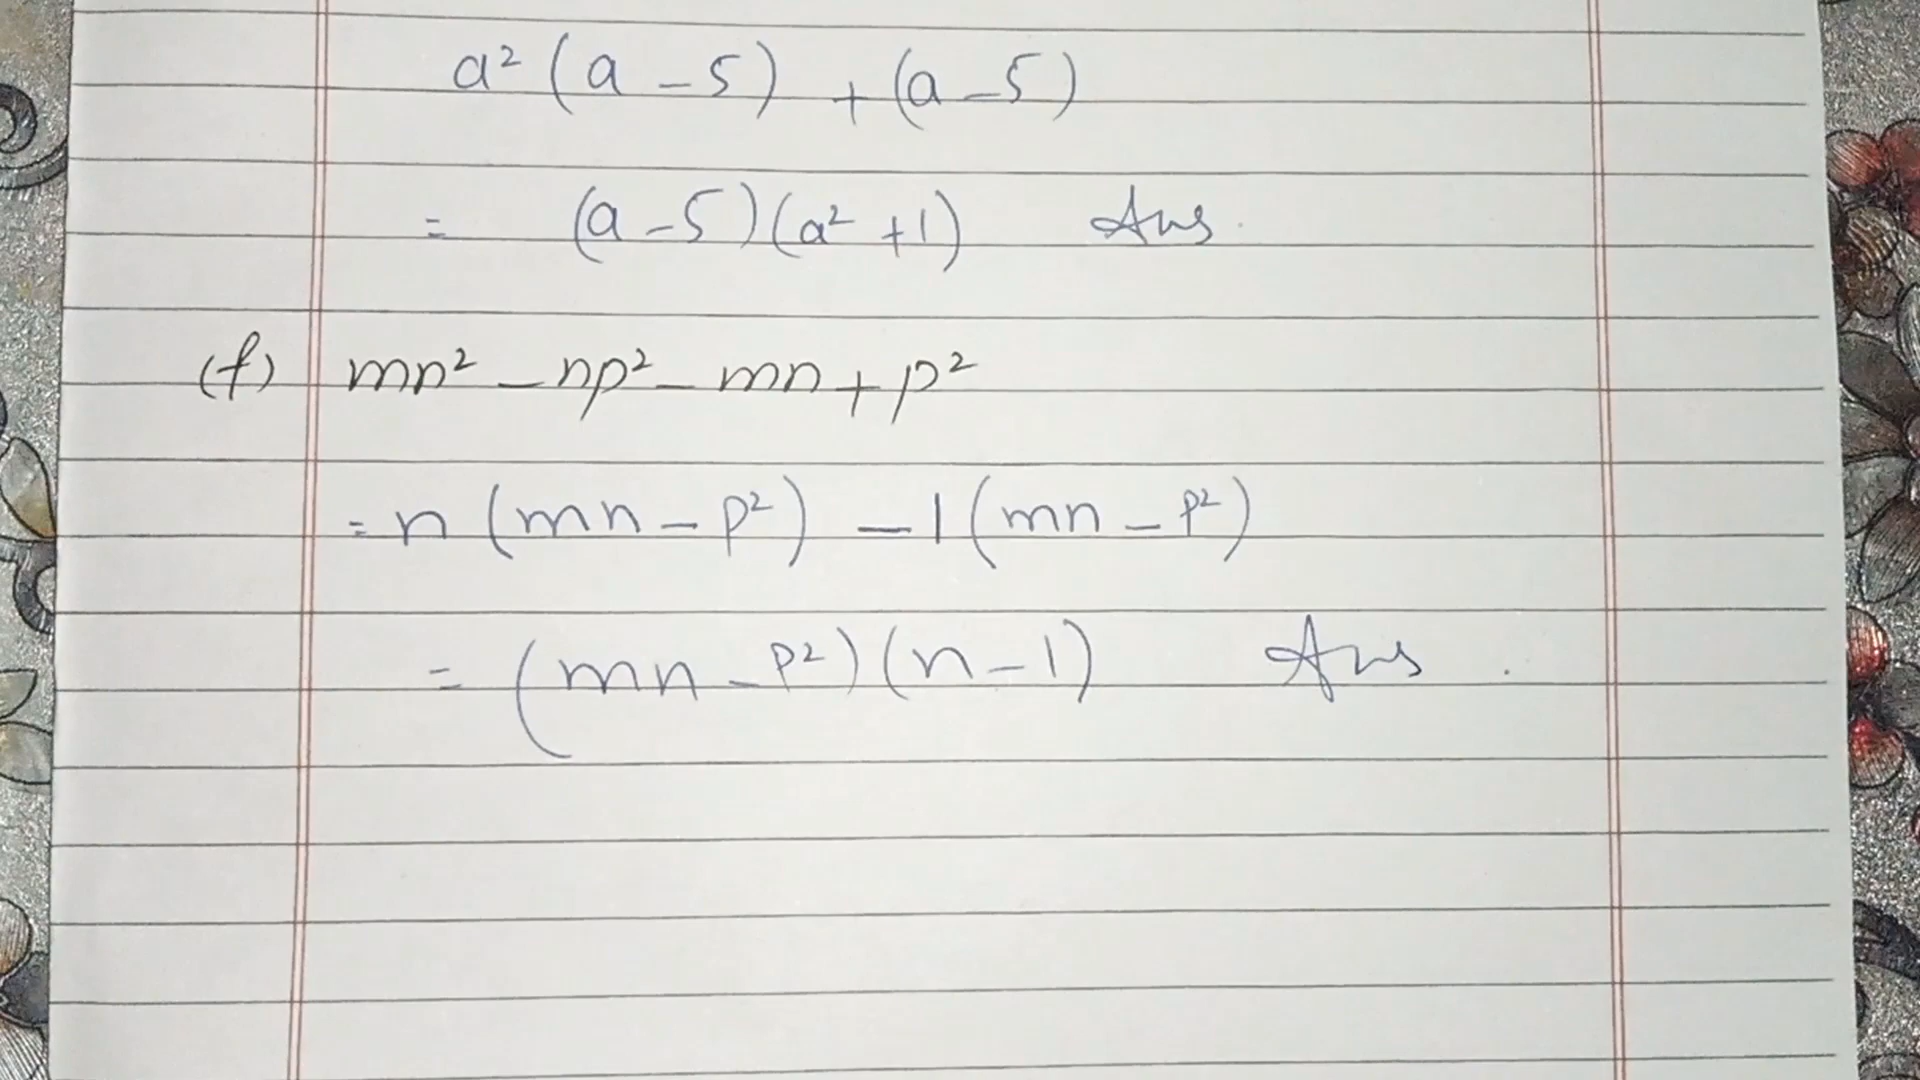 a² (a - 5) + (a - 5)
= (a - 5) (a² + 1) Ans.
(f) mn² - np² - mn + p²
= n (mn - p²) - 1 (mn - p²)
= (mn - p²) (n - 1) Ans.